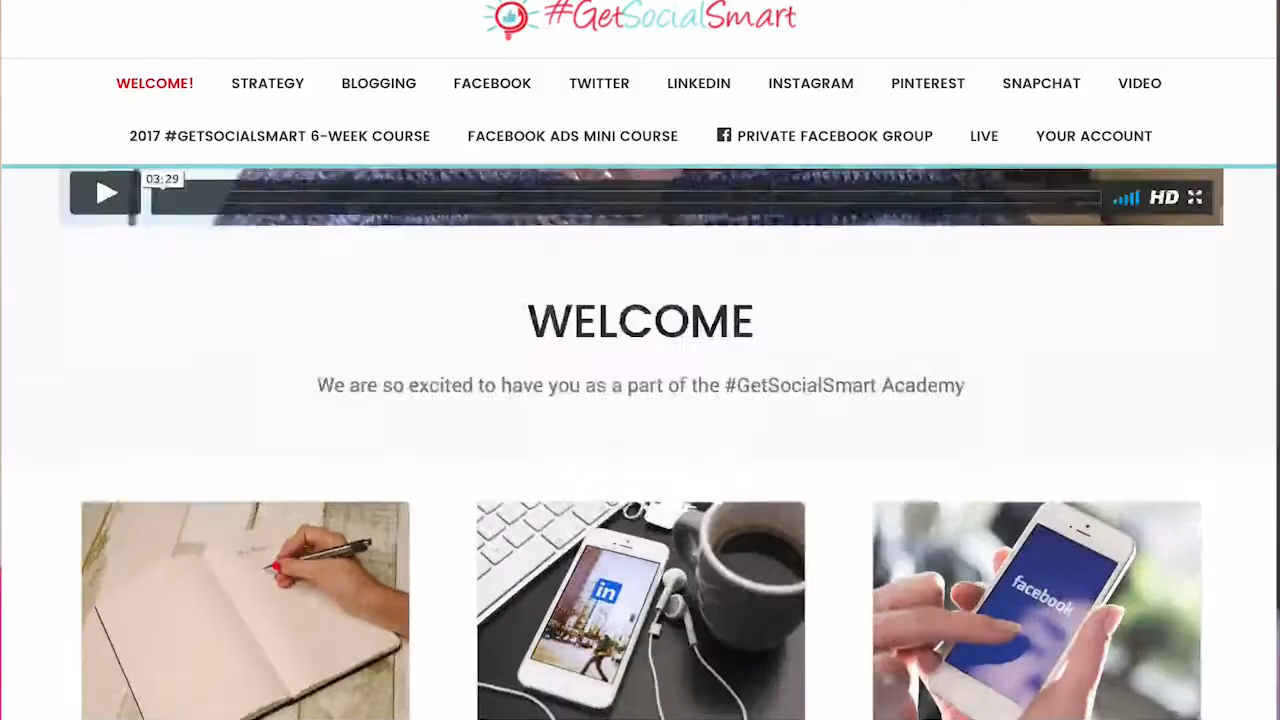 #GetSocialSmart
WELCOME! STRATEGY BLOGGING FACEBOOK TWITTER LINKEDIN INSTAGRAM PINTEREST SNAPCHAT VIDEO
2017 #GETSOCIALSMART 6-WEEK COURSE FACEBOOK ADS MINI COURSE PRIVATE FACEBOOK GROUP LIVE YOUR ACCOUNT
03:29
HD
WELCOME
We are so excited to have you as a part of the #GetSocialSmart Academy
in
facebook